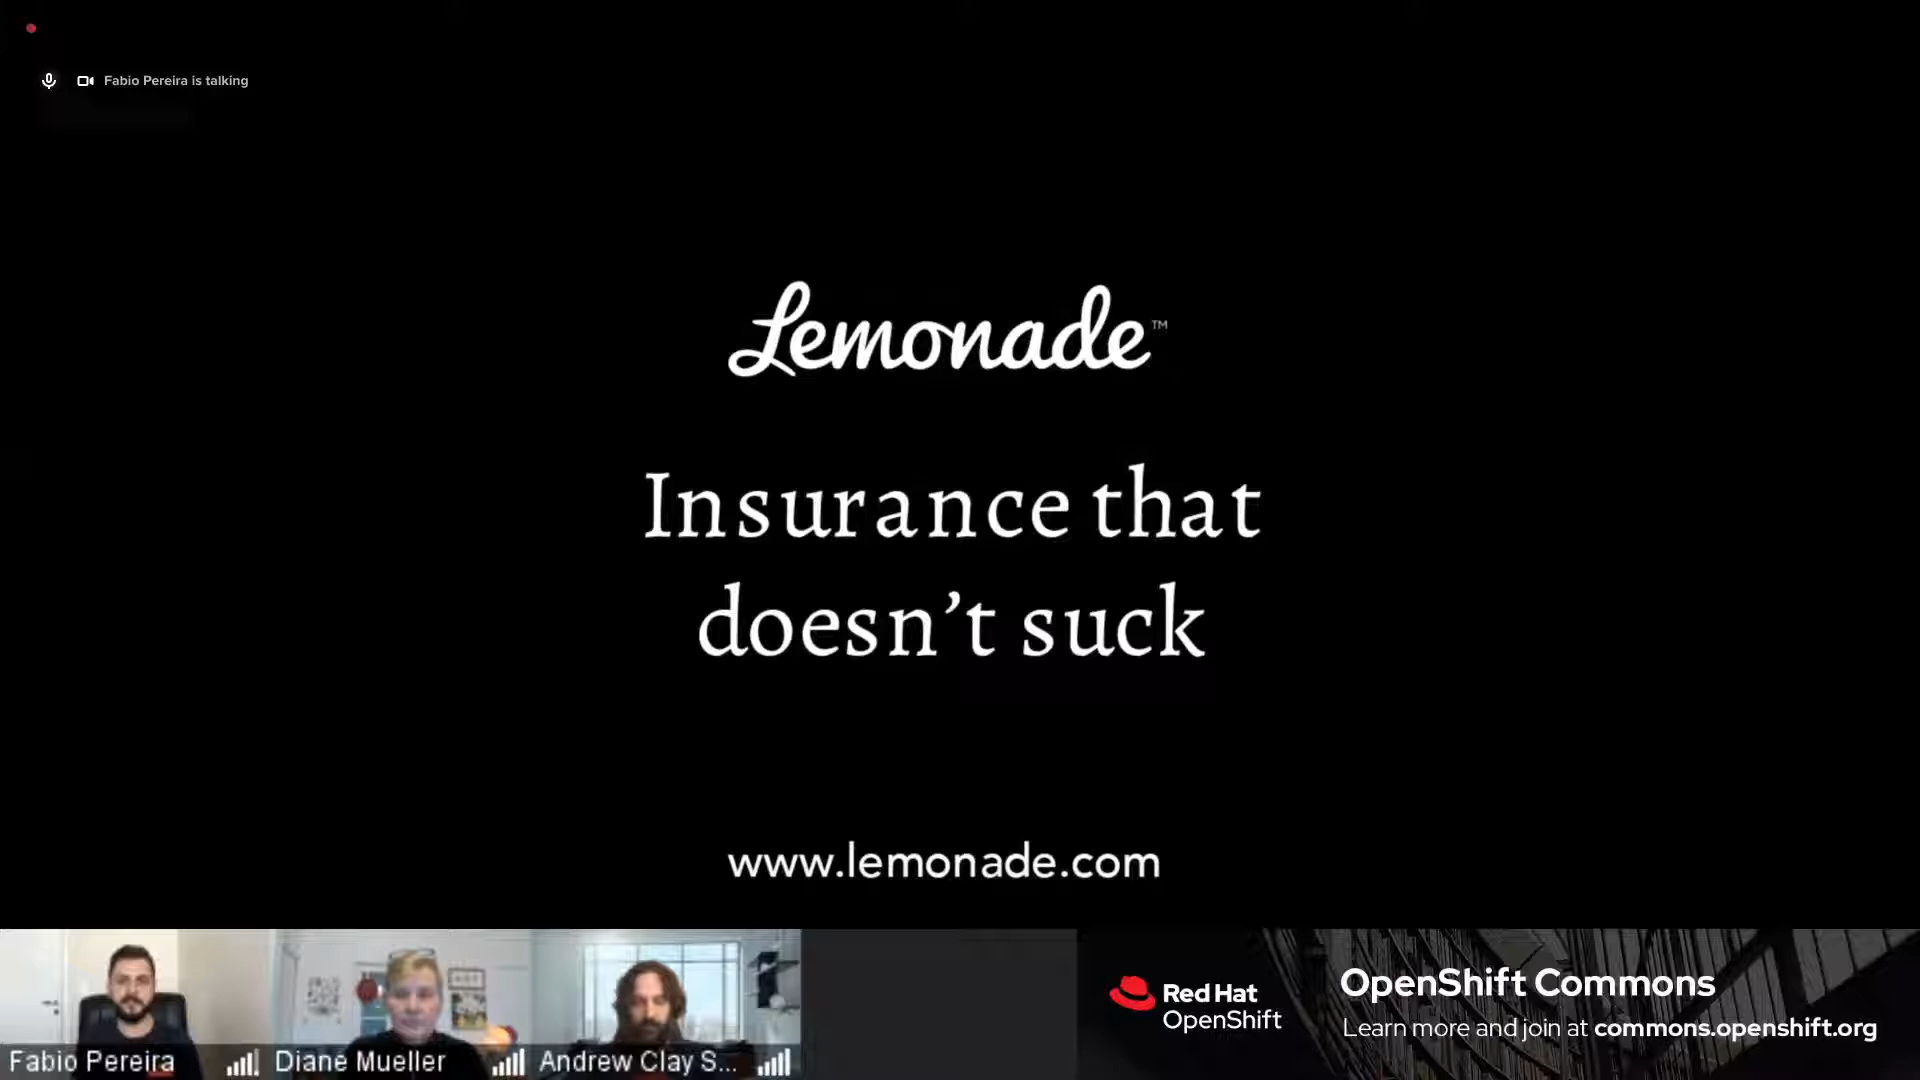 Fabio Pereira is talking
Lemonade™
Insurance that
doesn’t suck
www.lemonade.com
Fabio Pereira
Diane Mueller
Andrew Clay S...
Red Hat
OpenShift
OpenShift Commons
Learn more and join at commons.openshift.org